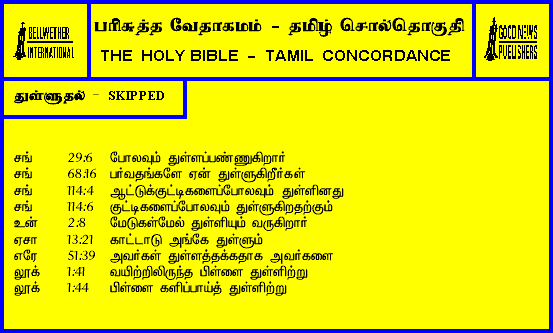 BELLWETHER
INTERNATIONAL
பரிசுத்த வேதாகமம் - தமிழ் சொல்தொகுதி
THE HOLY BIBLE - TAMIL CONCORDANCE
GOOD NEWS
PUBLISHERS
துள்ளுதல் - SKIPPED
சங் 29:6 போலவும் துள்ளப்பண்ணுகிறார்
சங் 68:16 பர்வதங்களே ஏன் துள்ளுகிறீர்கள்
சங் 114:4 ஆட்டுக்குட்டிகளைப்போலவும் துள்ளினது
சங் 114:6 குட்டிகளைப்போலவும் துள்ளுகிறதற்கும்
உன் 2:8 மேடுகள்மேல் துள்ளியும் வருகிறார்
ஏசா 13:21 காட்டாடு அங்கே துள்ளும்
எரே 51:39 அவர்கள் துள்ளத்தக்கதாக அவர்களை
லூக் 1:41 வயிற்றிலிருந்த பிள்ளை துள்ளிற்று
லூக் 1:44 பிள்ளை களிப்பாய்த் துள்ளிற்று